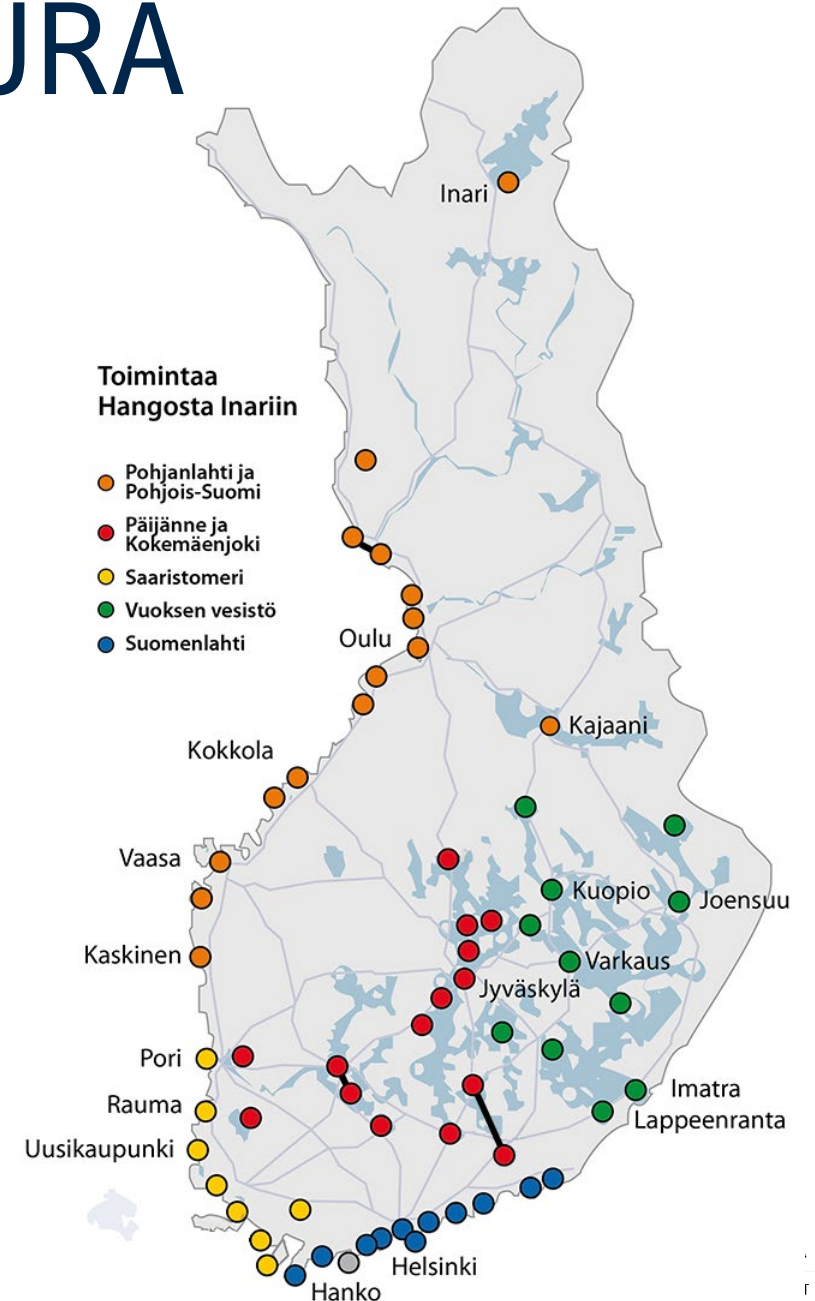 URA
Inari
Toimintaa
Hangosta Inariin
Pohjanlahti ja
Pohjois-Suomi
Päijänne ja
Kokemäenjoki
Saaristomeri
Vuoksen vesistö
Suomenlahti
Oulu
Kajaani
Kokkola
Vaasa
Kuopio
Joensuu
Kaskinen
Varkaus
Jyväskylä
Pori
Imatra
Rauma
Lappeenranta
Uusikaupunki
Helsinki
Hanko